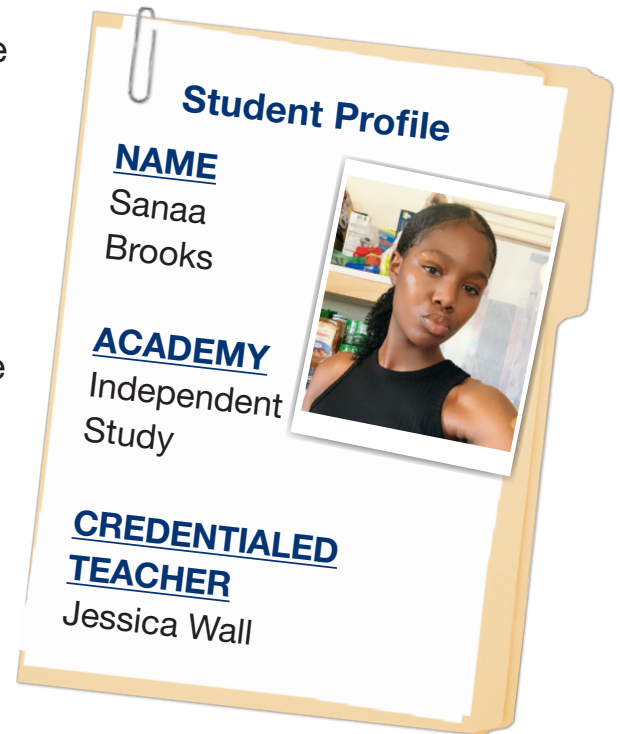 e
Student Profile
NAME
Sanaa
Brooks
e
ACADEMY
Independent
Study
CREDENTIALED
TEACHER
Jessica Wall